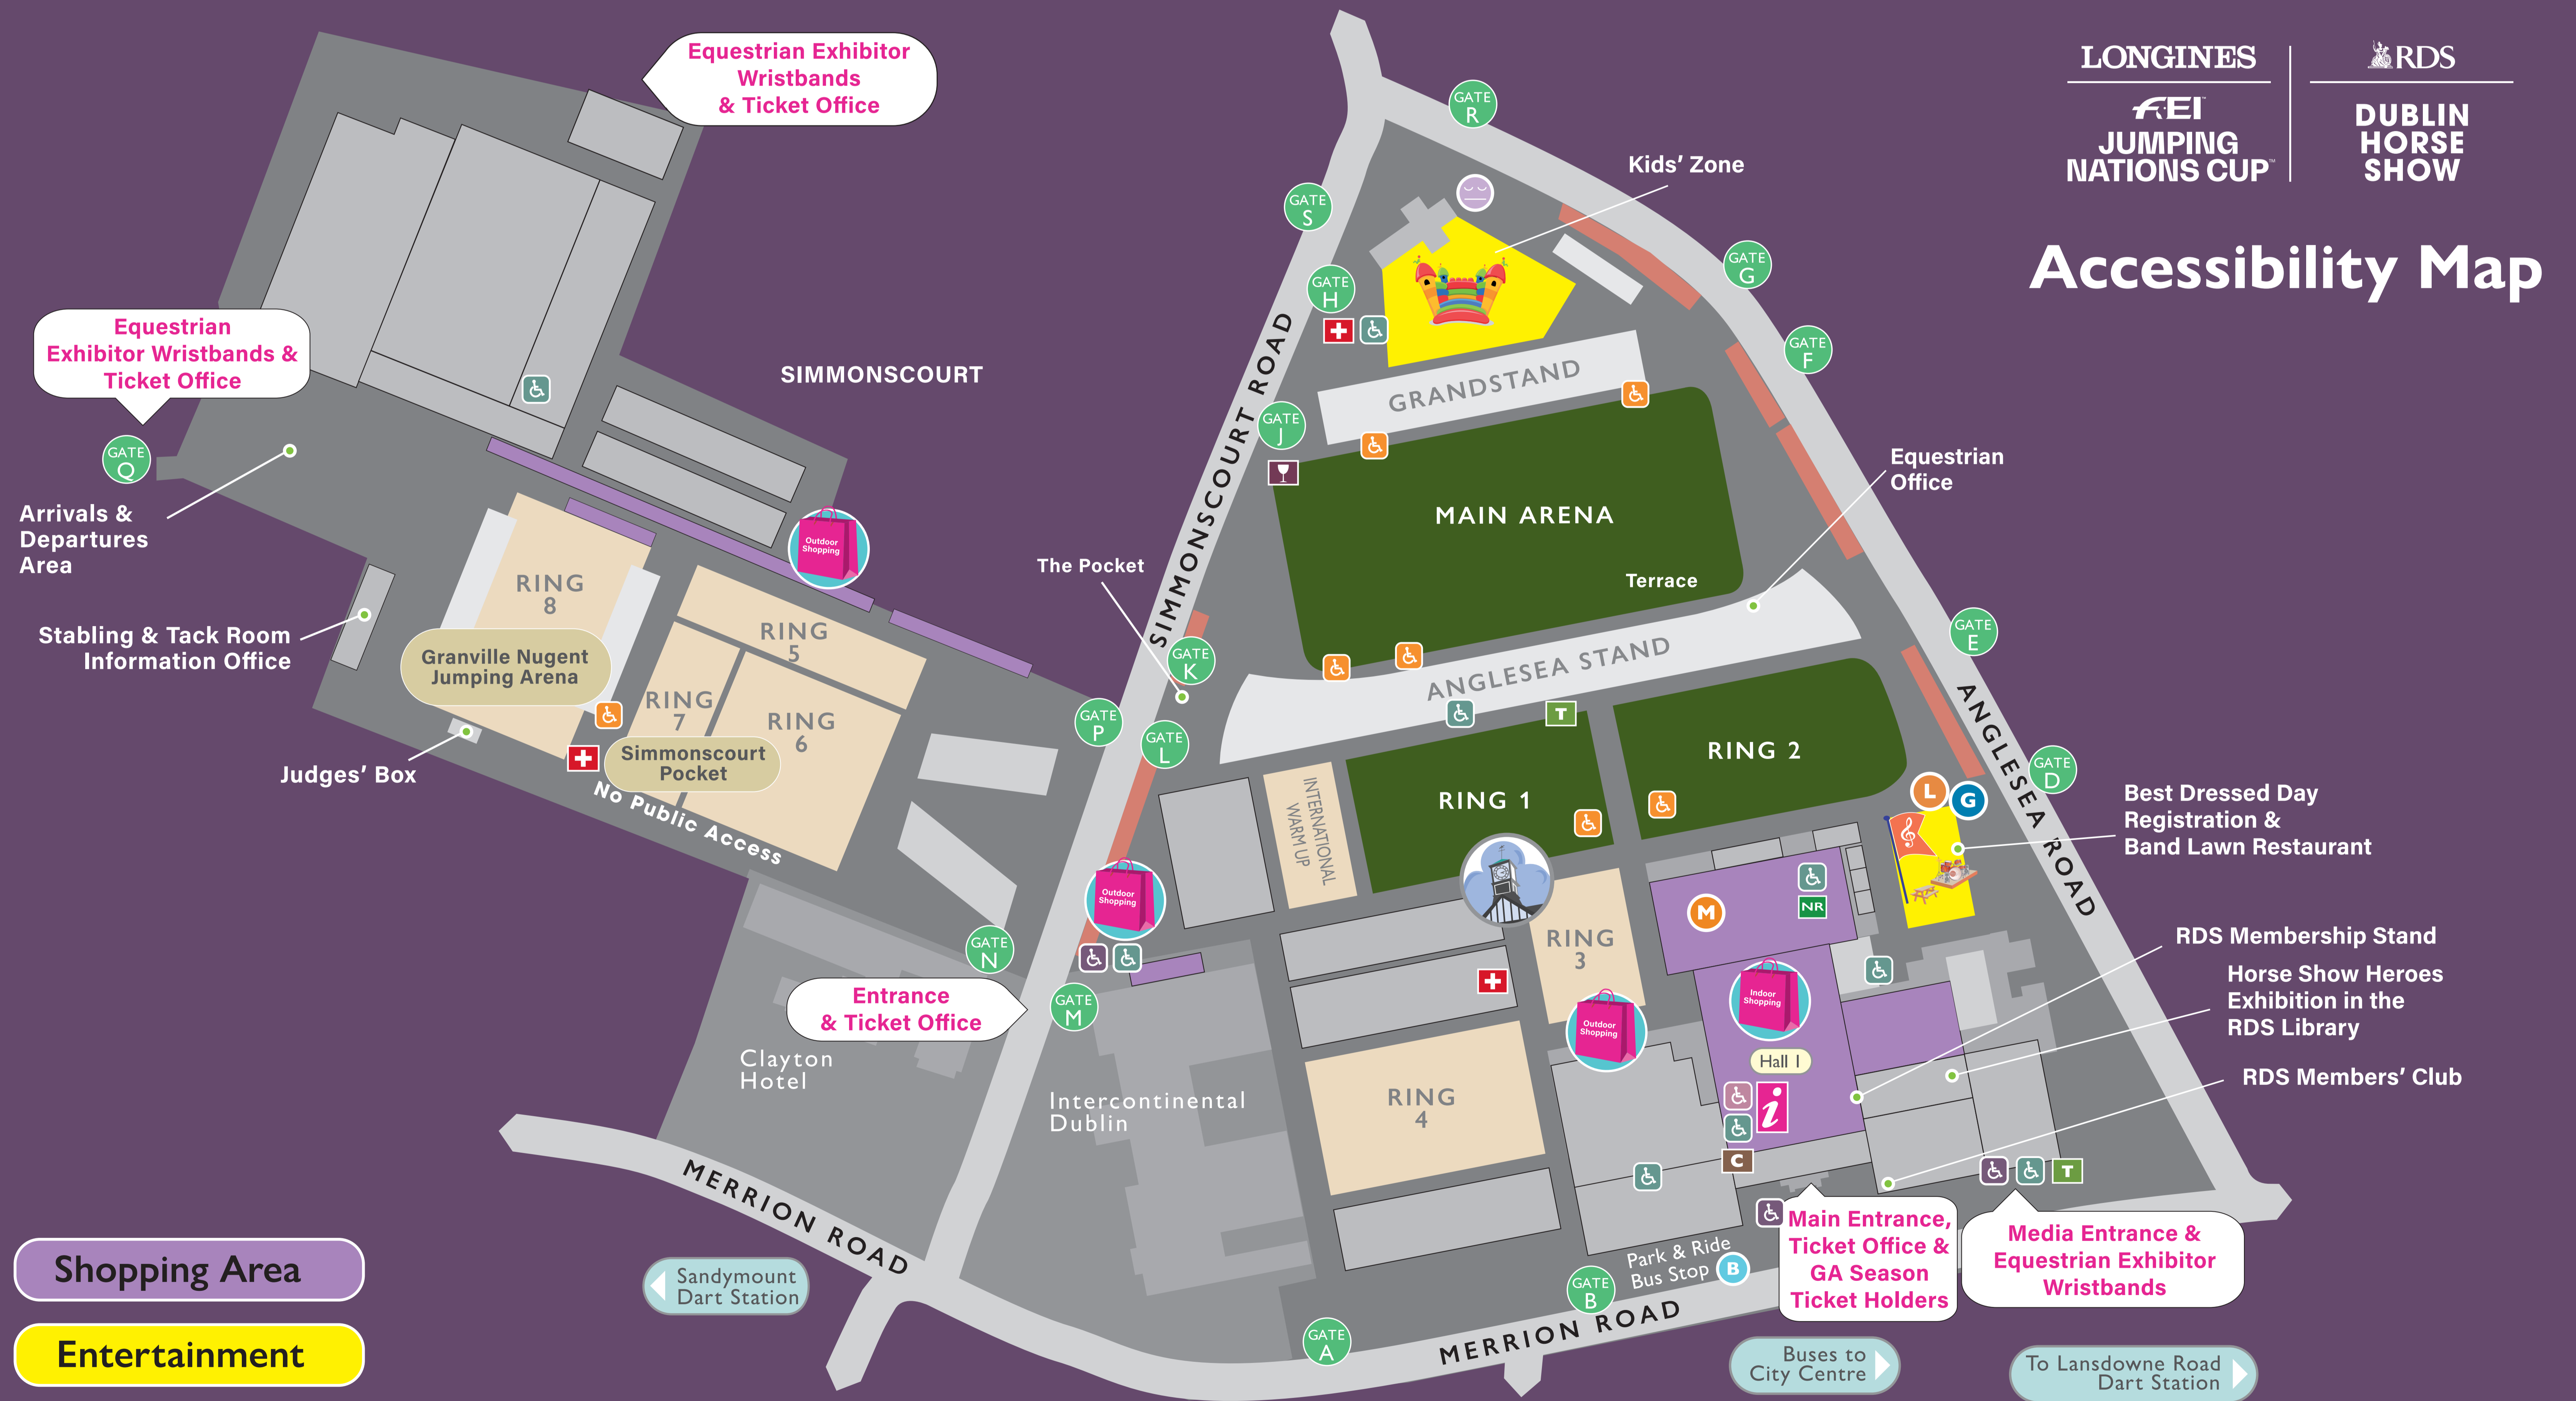 LONGINES
FEI
JUMPING
NATIONS CUP™
RDS
DUBLIN
HORSE
SHOW
Accessibility Map
Equestrian Exhibitor
Wristbands
& Ticket Office
Equestrian
Exhibitor Wristbands &
Ticket Office
GATE
Q
Arrivals &
Departures
Area
Stabling & Tack Room
Information Office
Judges' Box
SIMMONSCOURT
Outdoor
Shopping
RING
8
Granville Nugent
Jumping Arena
RING
5
RING
7
RING
6
Simmonscourt
Pocket
No Public Access
GATE
R
GATE
S
GATE
H
GATE
J
GATE
G
GATE
F
GATE
E
GATE
D
Kids' Zone
GRANDSTAND
MAIN ARENA
Terrace
Equestrian
Office
ANGLESEA STAND
SIMMONSCOURT ROAD
The Pocket
GATE
K
GATE
P
GATE
L
GATE
N
GATE
M
Outdoor
Shopping
Entrance
& Ticket Office
Clayton
Hotel
Intercontinental
Dublin
INTERNATIONAL
WARM UP
T
RING 1
RING 2
RING
3
RING
4
Outdoor
Shopping
M
NR
Indoor
Shopping
Hall 1
i
C
L
G
ANGLESEA ROAD
Best Dressed Day
Registration &
Band Lawn Restaurant
RDS Membership Stand
Horse Show Heroes
Exhibition in the
RDS Library
RDS Members' Club
T
Main Entrance,
Ticket Office &
GA Season
Ticket Holders
Media Entrance &
Equestrian Exhibitor
Wristbands
Park & Ride
Bus Stop
B
GATE
B
GATE
A
MERRION ROAD
MERRION ROAD
Sandymount
Dart Station
Buses to
City Centre
To Lansdowne Road
Dart Station
Shopping Area
Entertainment